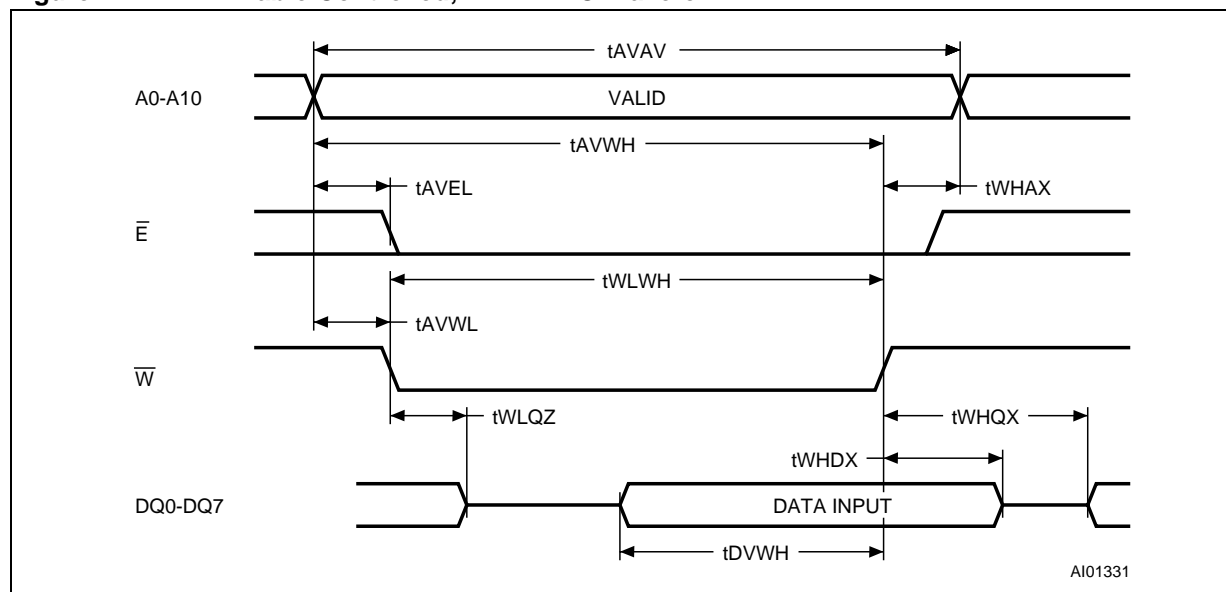 tAVAV
A0-A10
VALID
tAVWH
tAVEL
tWHAX
E̅
tWLWH
tAVWL
W̅
tWLQZ
tWHQX
tWHDX
DQ0-DQ7
DATA INPUT
tDVWH
AI01331